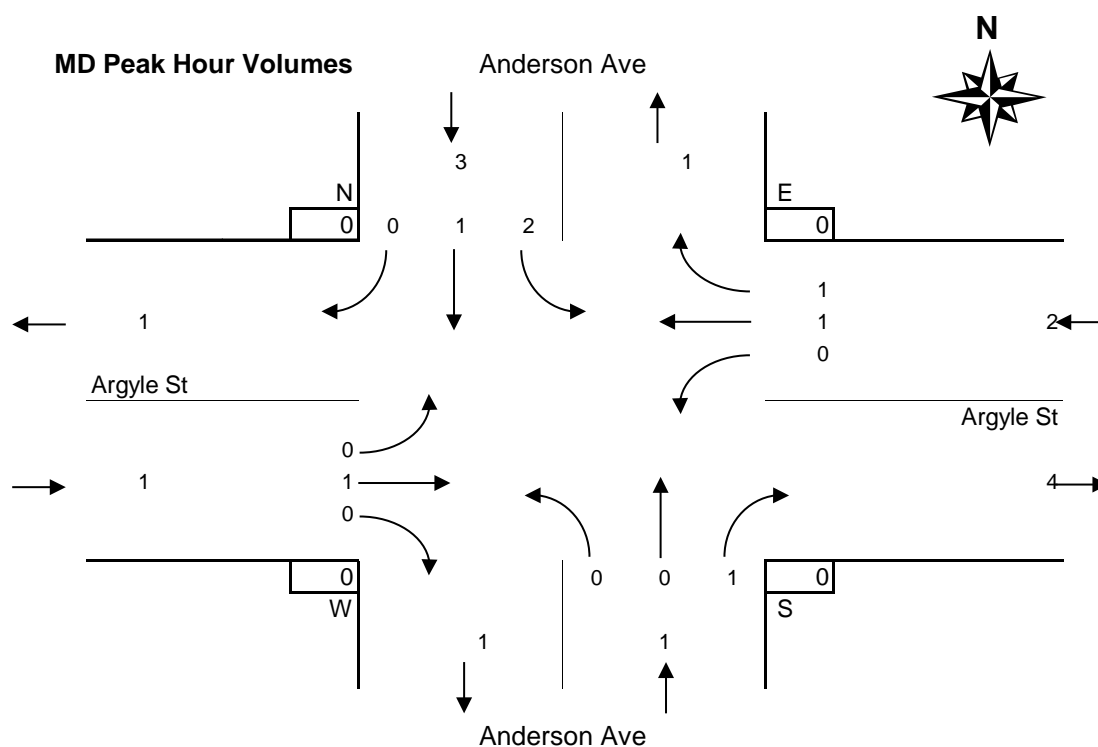 N
MD Peak Hour Volumes Anderson Ave
3 1
N E
0 0 1 2 0
1
1 1 2
0
Argyle St
Argyle St
0
1 1 4
0
0 0 0 1 0
W S
1 1
Anderson Ave